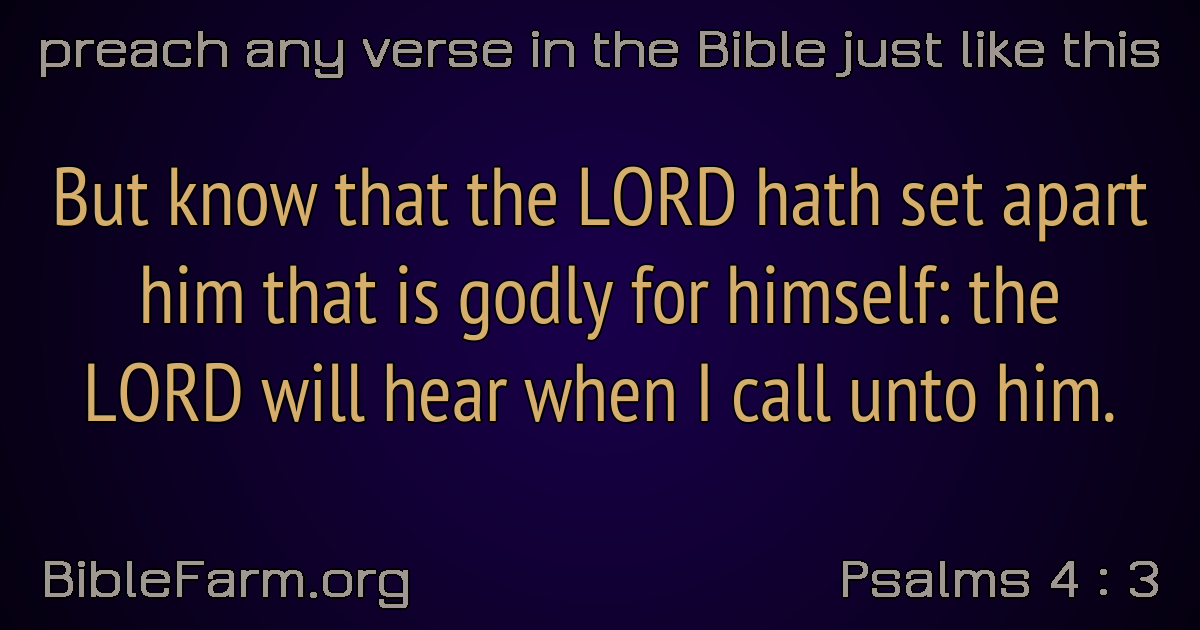 preach any verse in the Bible just like this
But know that the LORD hath set apart
him that is godly for himself: the
LORD will hear when I call unto him.
BibleFarm.org
Psalms 4 : 3